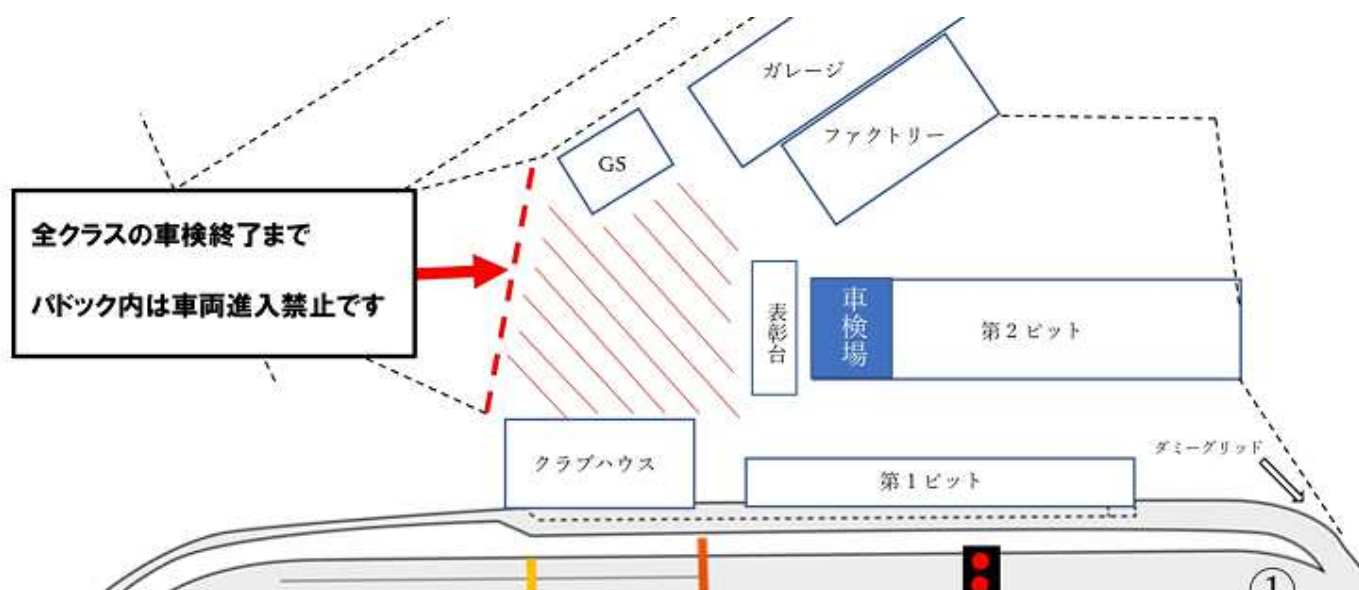 ガレージ
ファクトリー
GS
全クラスの車検終了まで
パドック内は車両進入禁止です
表彰台
車検場
第2ピット
ダミーグリッド
クラブハウス
第1ピット
1